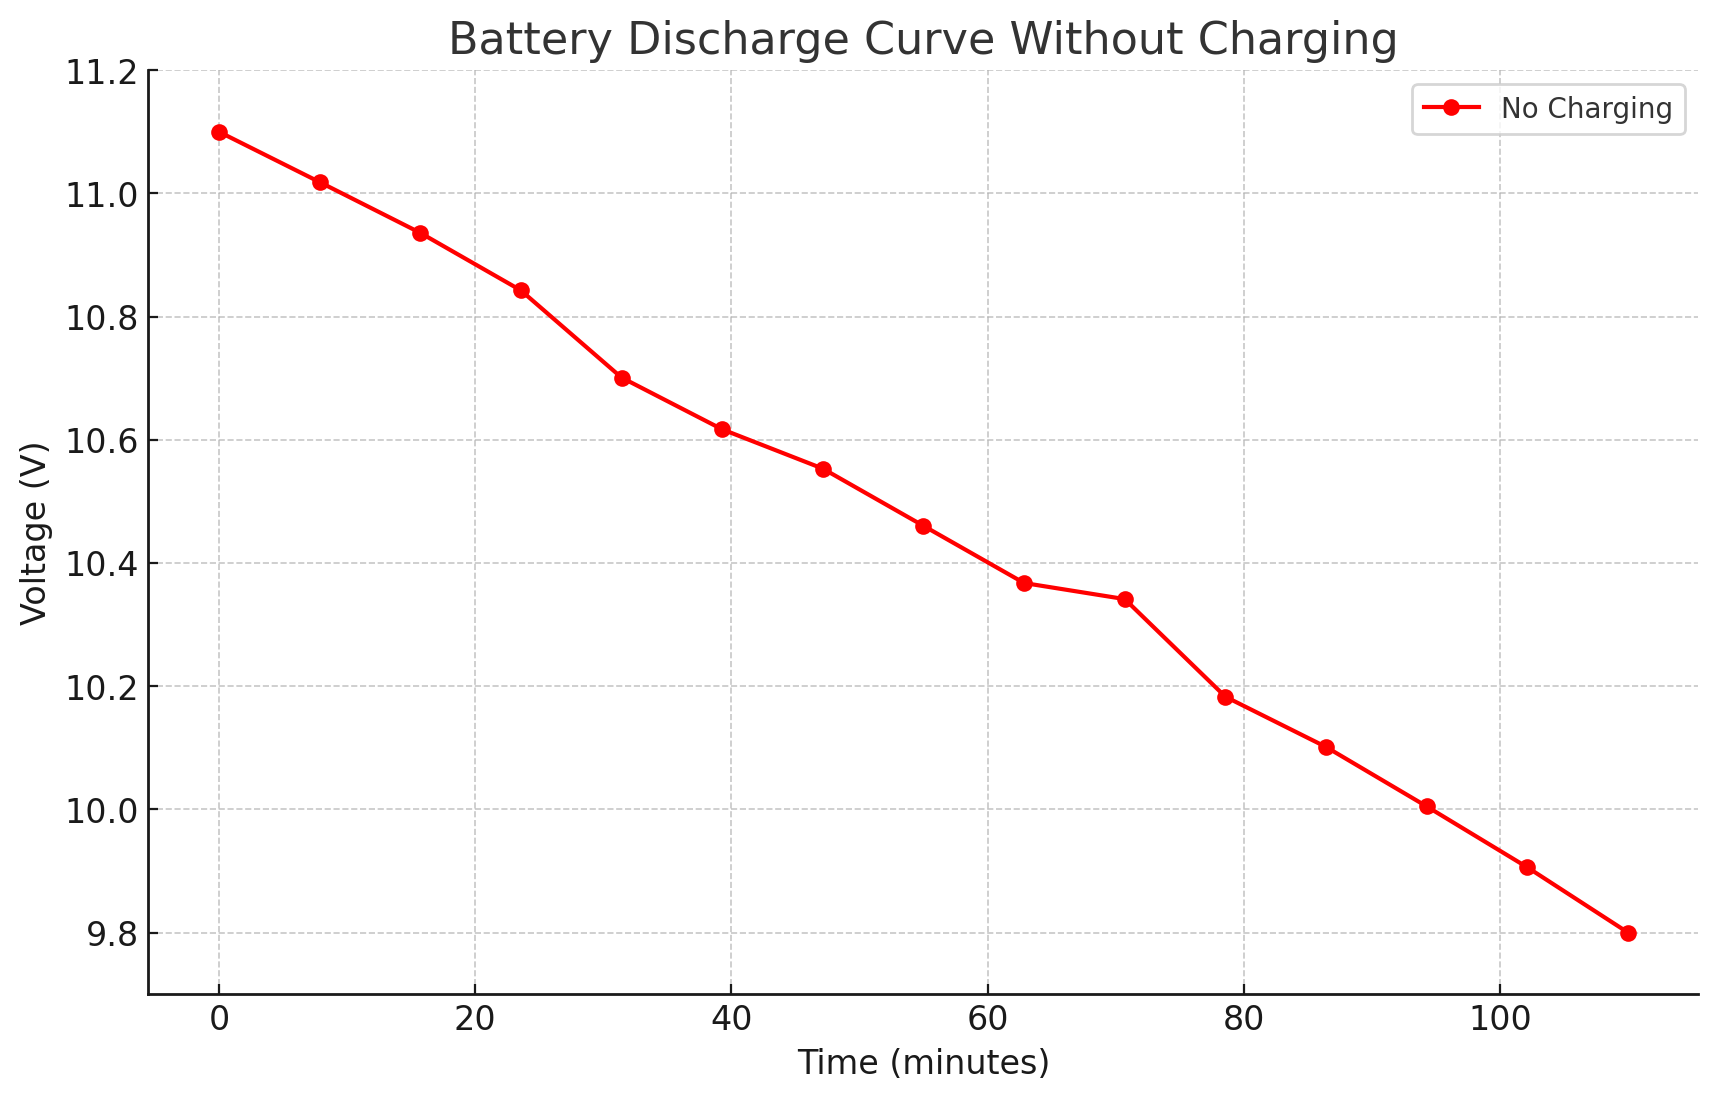 Battery Discharge Curve Without Charging
No Charging
11.2
11.0
10.8
10.6
10.4
10.2
10.0
9.8
Voltage (V)
0 20 40 60 80 100
Time (minutes)